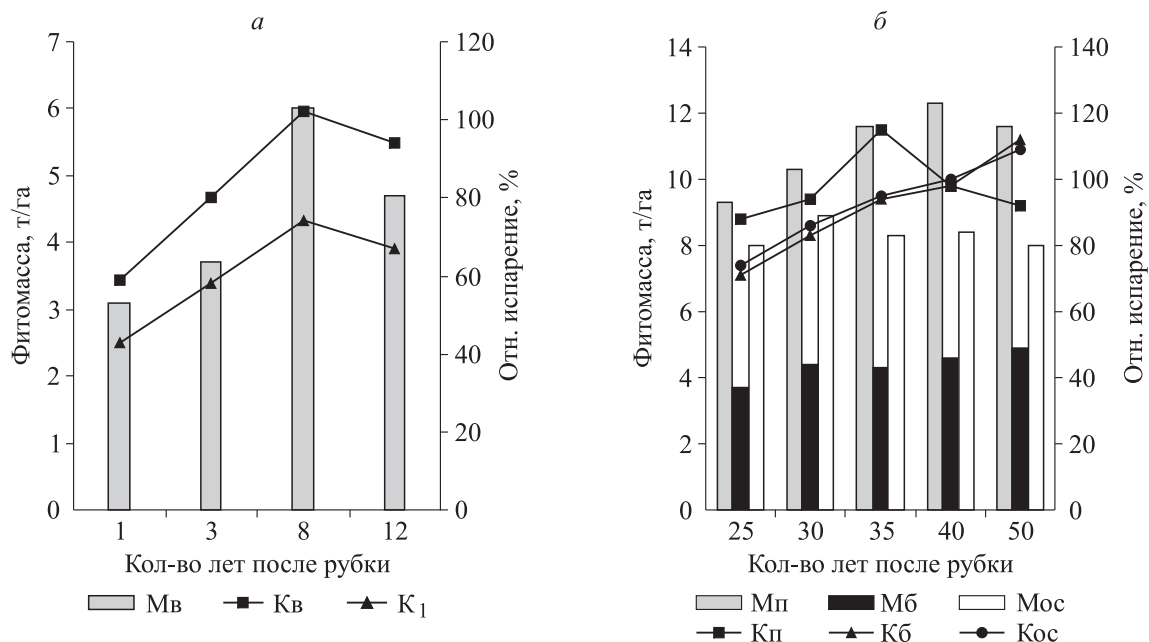 а
б
7
6
5
4
3
2
1
0
Фитомасса, т/га
120
100
80
60
40
20
0
Отн. испарение, %
1 3 8 12
Кол-во лет после рубки
Мв Кв К1
14
12
10
8
6
4
2
0
Фитомасса, т/га
140
120
100
80
60
40
20
0
Отн. испарение, %
25 30 35 40 50
Кол-во лет после рубки
Мп Мб Мос
Кп Кб Кос